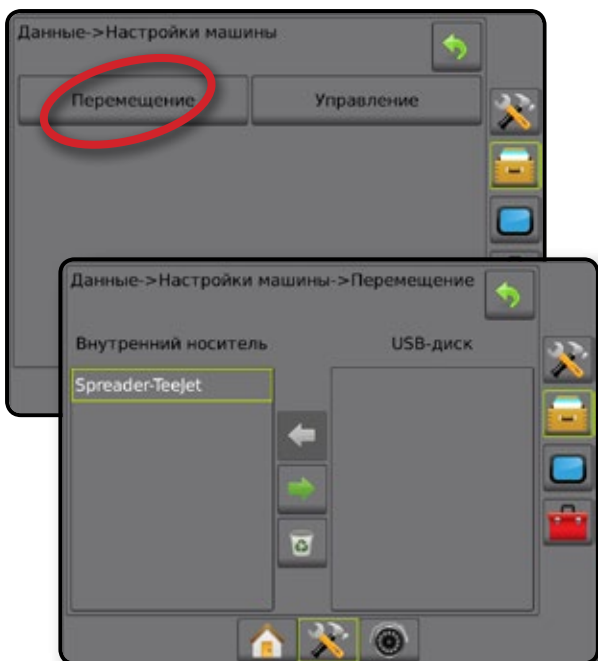 Данные->Настройки машины
Перемещение
Управление
Данные->Настройки машины->Перемещение
Внутренний носитель
USB-диск
Spreader-TeeJet